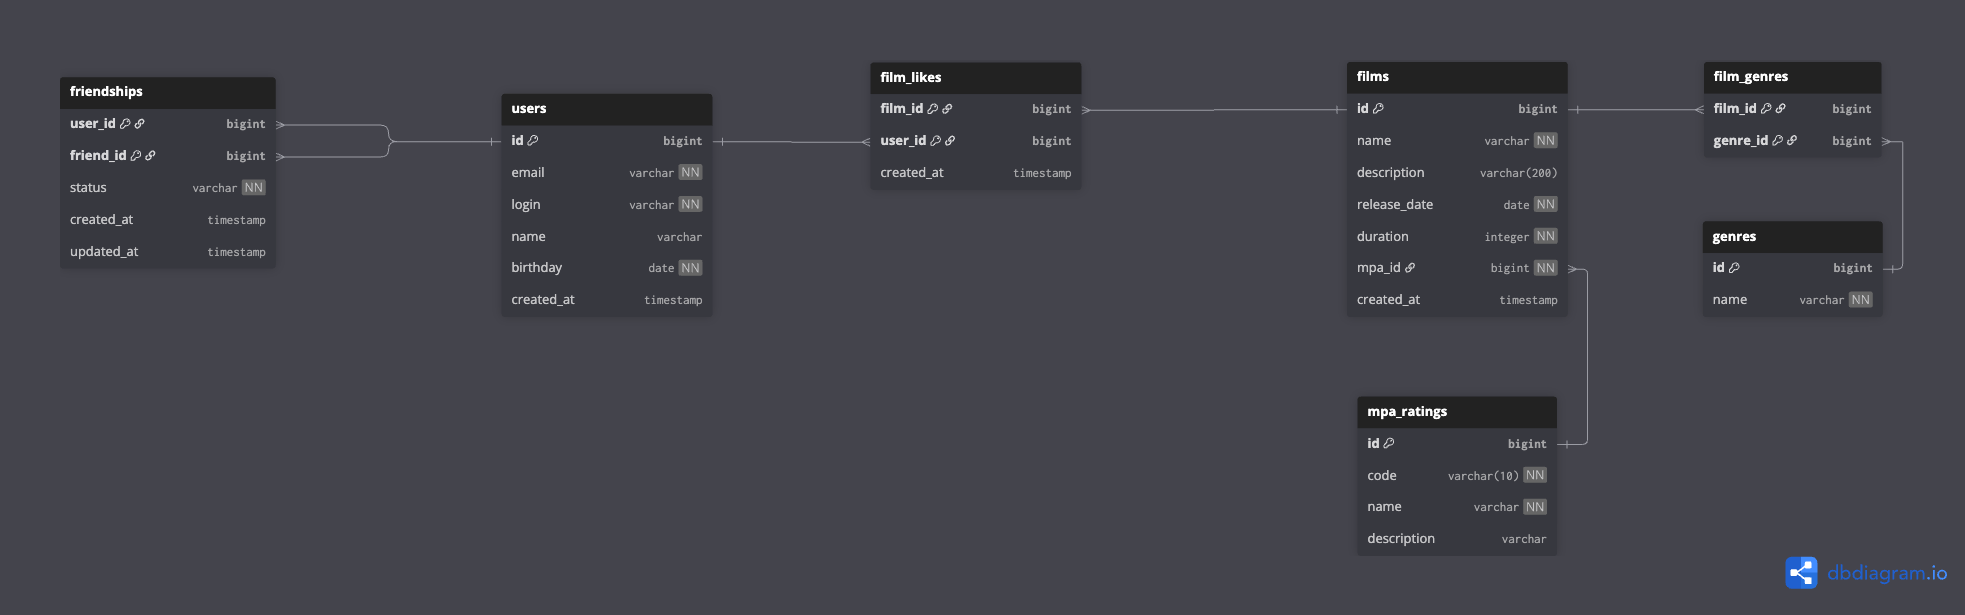 friendships
user_id bigint
friend_id bigint
status varchar NN
created_at timestamp
updated_at timestamp
users
id bigint
email varchar NN
login varchar NN
name varchar
birthday date NN
created_at timestamp
film_likes
film_id bigint
user_id bigint
created_at timestamp
films
id bigint
name varchar NN
description varchar(200)
release_date date NN
duration integer NN
mpa_id bigint NN
created_at timestamp
film_genres
film_id bigint
genre_id bigint
genres
id bigint
name varchar NN
mpa_ratings
id bigint
code varchar(10) NN
name varchar NN
description varchar
dbdiagram.io